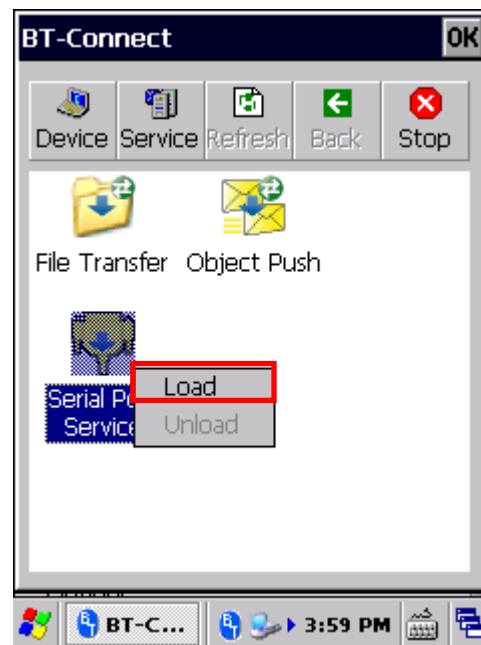 BT-Connect OK
Device Service Refresh Back Stop
File Transfer Object Push
Load
Serial
Service
Unload
BT-C... 3:59 PM